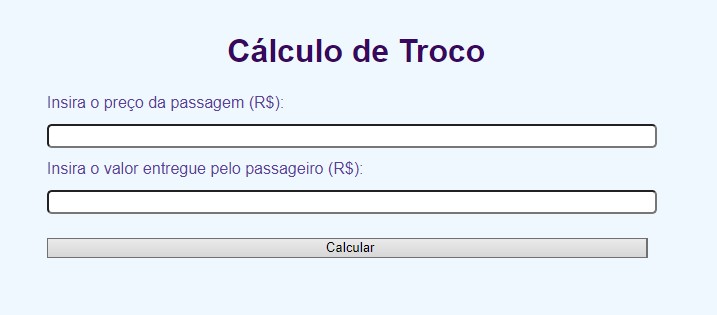 Cálculo de Troco
Insira o preço da passagem (R$):
Insira o valor entregue pelo passageiro (R$):
Calcular